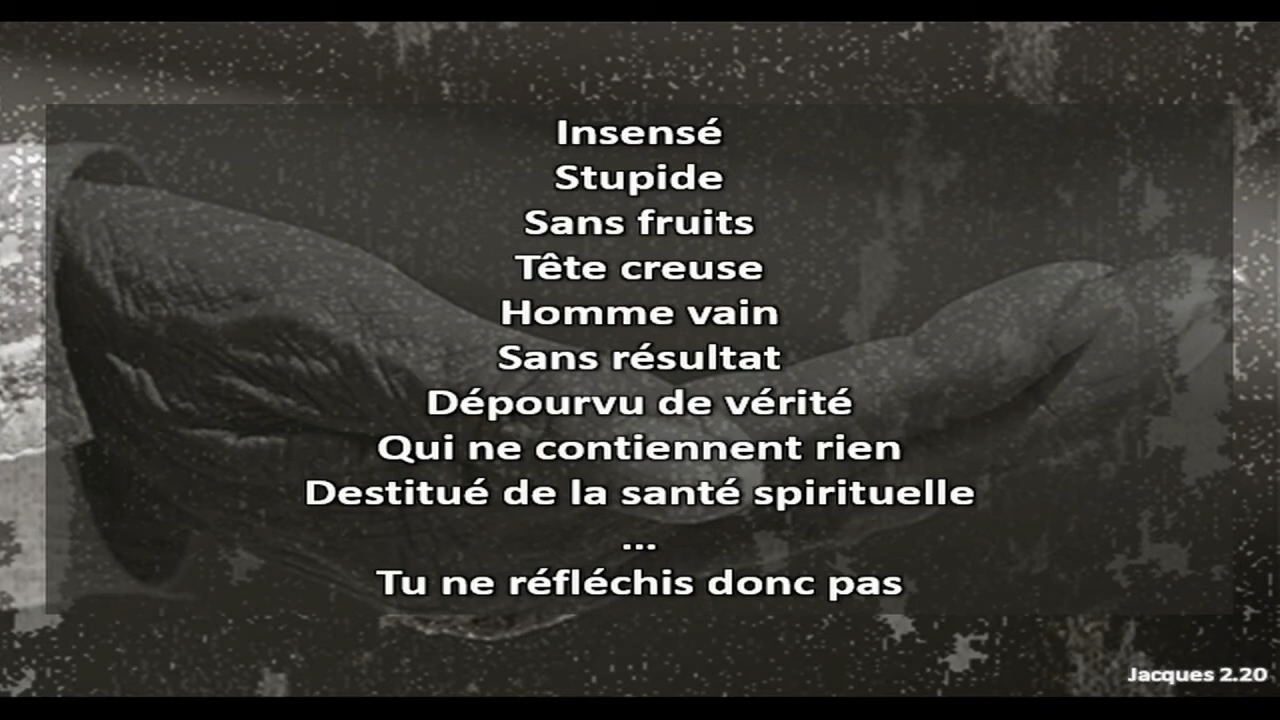 Insensé
Stupide
Sans fruits
Tête creuse
Homme vain
Sans résultat
Dépourvu de vérité
Qui ne contiennent rien
Destitué de la santé spirituelle
...
Tu ne réfléchis donc pas
Jacques 2.20